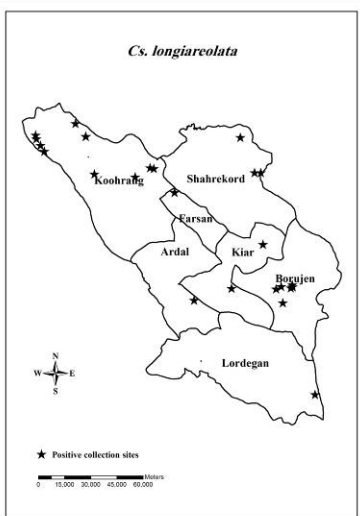 Cs. longiareolata
Koohrang
Shahrekord
Farsan
Ardal
Kiar
Borujen
Lordegan
N
W E
S
Positive collection sites
Meters
0 15,000 30,000 45,000 60,000